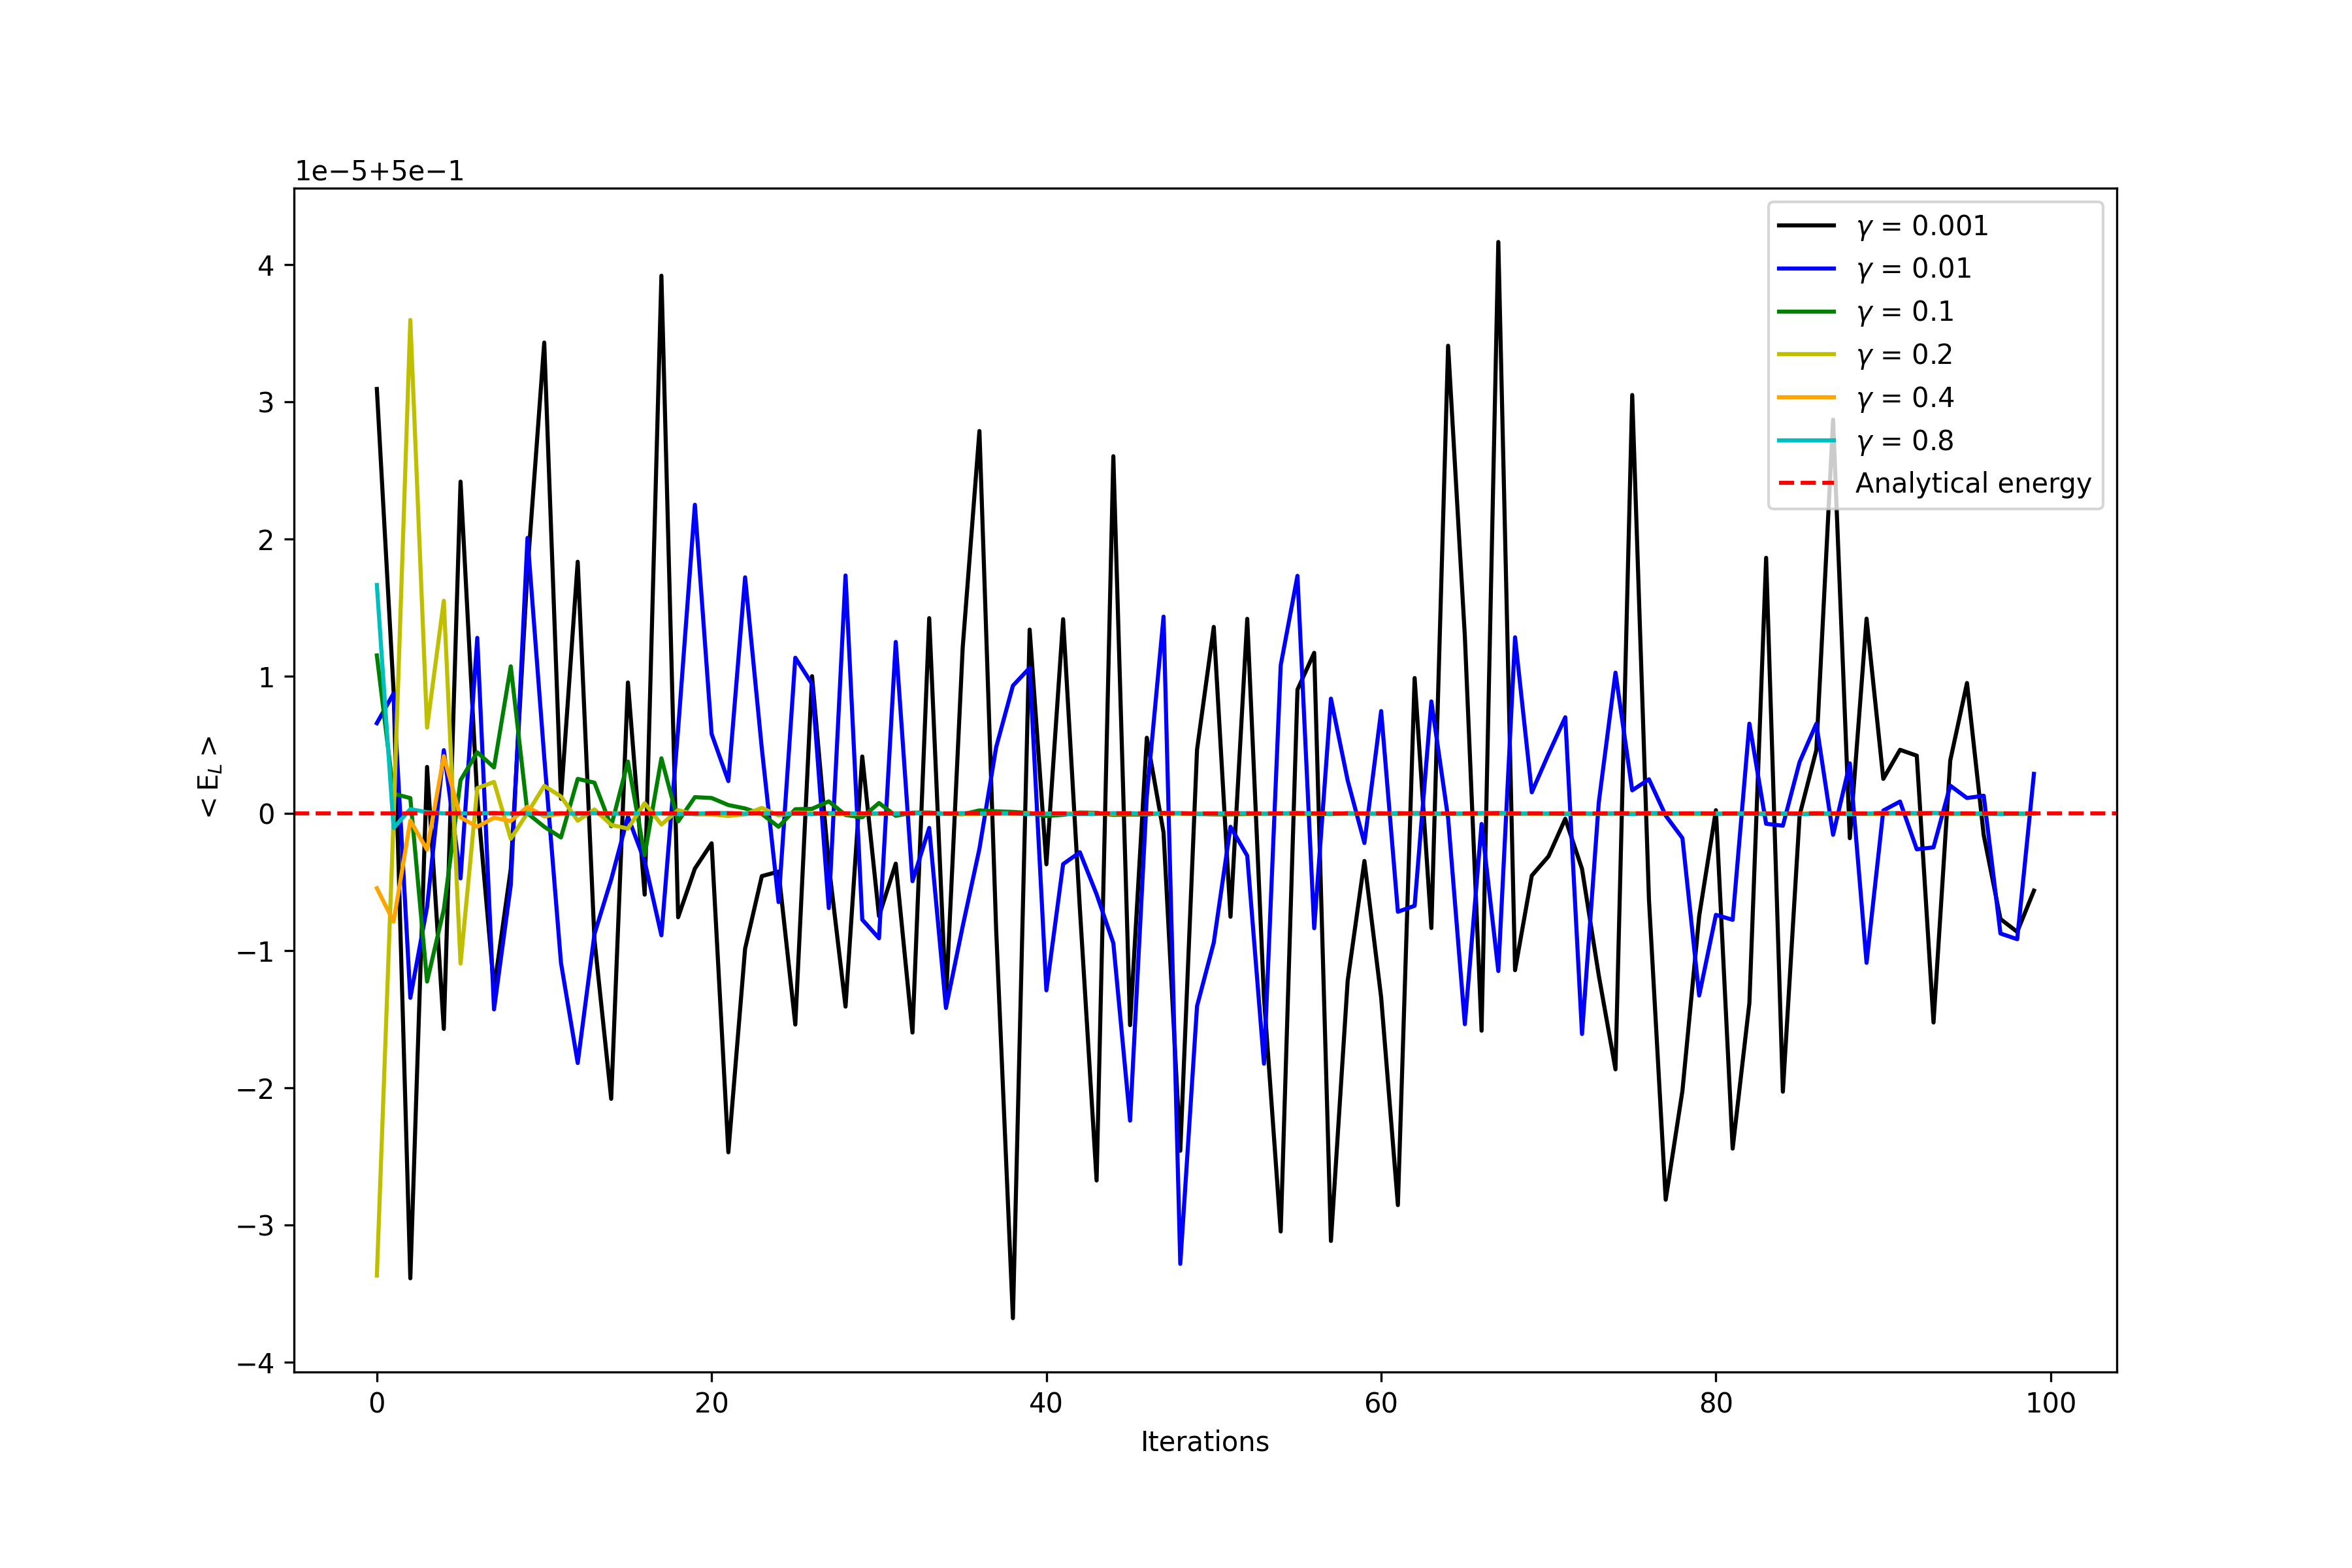 1e−5+5e−1
γ = 0.001
γ = 0.01
γ = 0.1
γ = 0.2
γ = 0.4
γ = 0.8
Analytical energy
4
3
2
1
0
−1
−2
−3
−4
<E_L>
0 20 40 60 80 100
Iterations